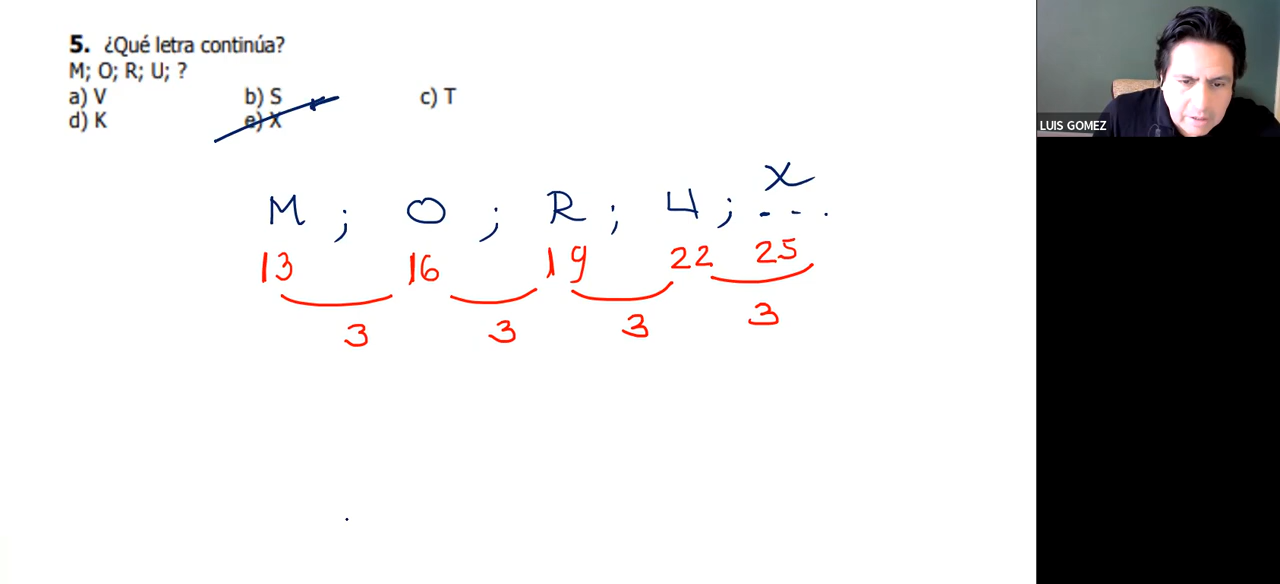 5. ¿Qué letra continúa?
M; O; R; U; ?
a) V b) S c) T
d) K e) X
LUIS GOMEZ
X
M ; O ; R ; U ; ...
13 16 19 22 25
3 3 3 3